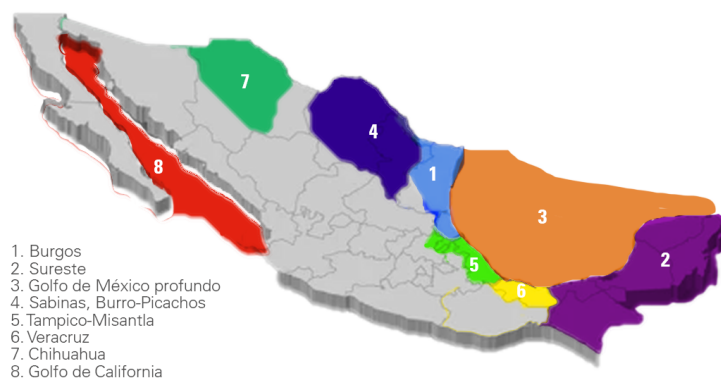 7
4
1
8
3
2
5
6
1. Burgos
2. Sureste
3. Golfo de México profundo
4. Sabinas, Burro-Picachos
5. Tampico-Misantla
6. Veracruz
7. Chihuahua
8. Golfo de California